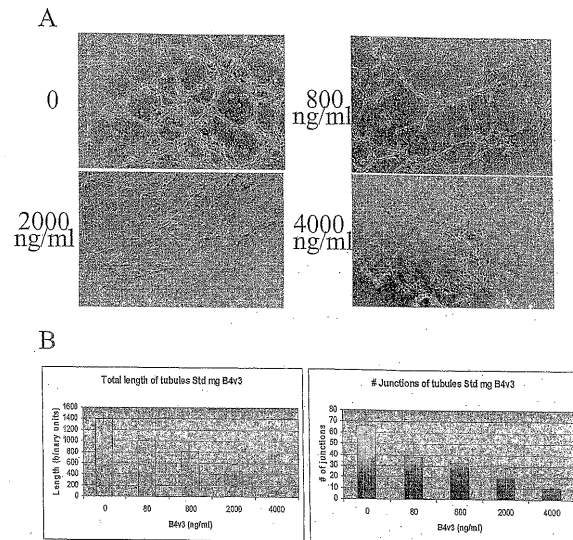 A
0
800
ng/ml
2000
ng/ml
4000
ng/ml
B
Total length of tubules Std mg B4v3
Length (binary units)
1600
1400
1200
1000
800
600
400
200
0
0
80
800
2000
4000
B4v3 (ng/ml)
# Junctions of tubules Std mg B4v3
# of junctions
80
70
60
50
40
30
20
10
0
0
80
800
2000
4000
B4v3 (ng/ml)